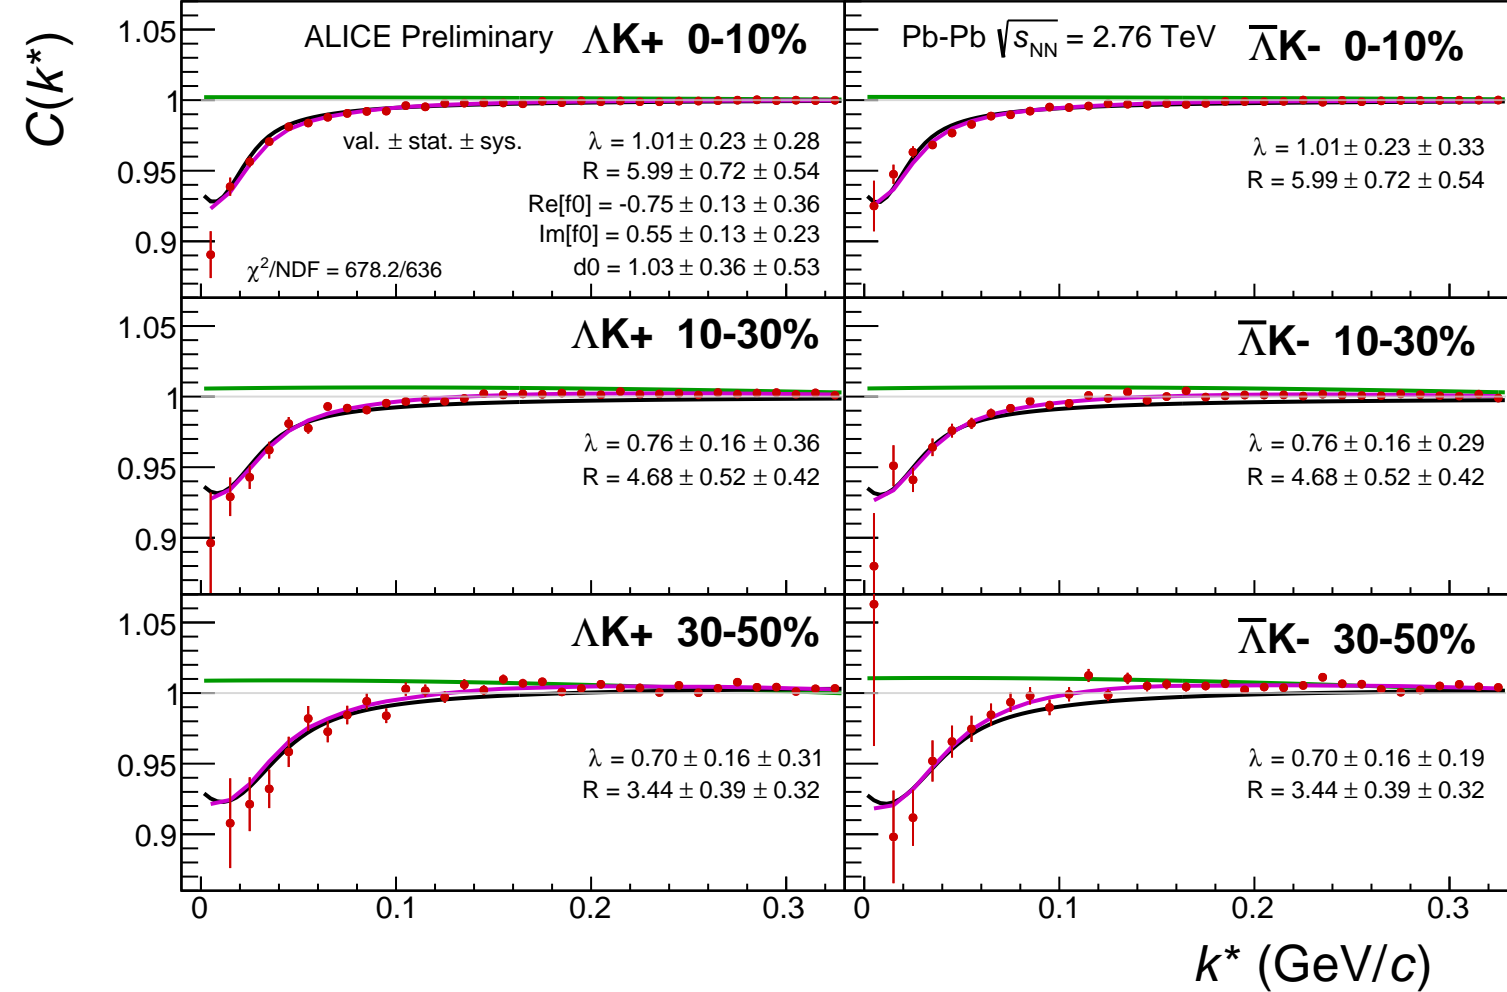 C(k*)
ALICE Preliminary ΛK+ 0-10%
1.05
1
0.95
0.9
val. ± stat. ± sys.
λ = 1.01 ± 0.23 ± 0.28
R = 5.99 ± 0.72 ± 0.54
Re[f0] = -0.75 ± 0.13 ± 0.36
Im[f0] = 0.55 ± 0.13 ± 0.23
d0 = 1.03 ± 0.36 ± 0.53
χ²/NDF = 678.2/636
Pb-Pb √sNN = 2.76 TeV Λ̅K- 0-10%
λ = 1.01 ± 0.23 ± 0.33
R = 5.99 ± 0.72 ± 0.54
ΛK+ 10-30%
1.05
1
0.95
0.9
λ = 0.76 ± 0.16 ± 0.36
R = 4.68 ± 0.52 ± 0.42
Λ̅K- 10-30%
λ = 0.76 ± 0.16 ± 0.29
R = 4.68 ± 0.52 ± 0.42
ΛK+ 30-50%
1.05
1
0.95
0.9
λ = 0.70 ± 0.16 ± 0.31
R = 3.44 ± 0.39 ± 0.32
Λ̅K- 30-50%
λ = 0.70 ± 0.16 ± 0.19
R = 3.44 ± 0.39 ± 0.32
0 0.1 0.2 0.3 0 0.1 0.2 0.3
k* (GeV/c)